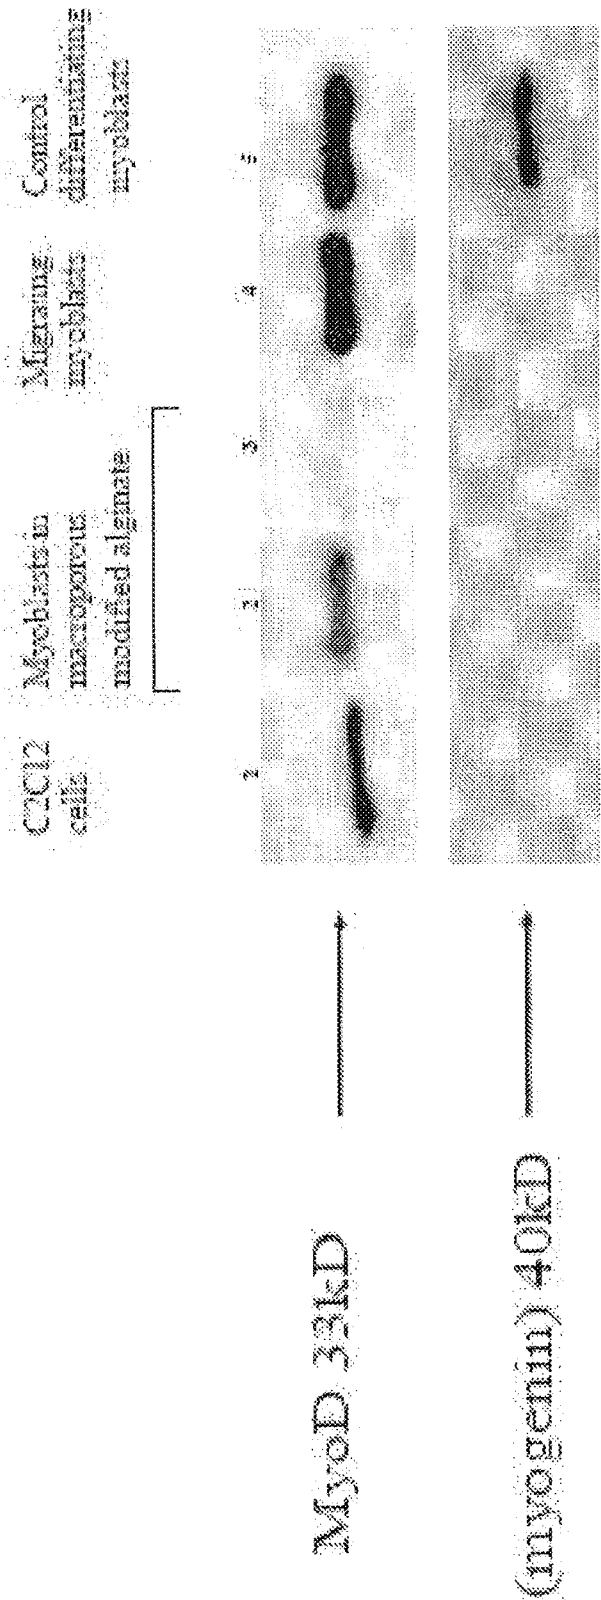 C2C12
cells
Myoblasts in
macroporous
modified alginate
Migrating
myoblasts
Control
differentiating
myoblasts
2 2 3 4 5
MyoD 33kD
(myogenin) 40kD